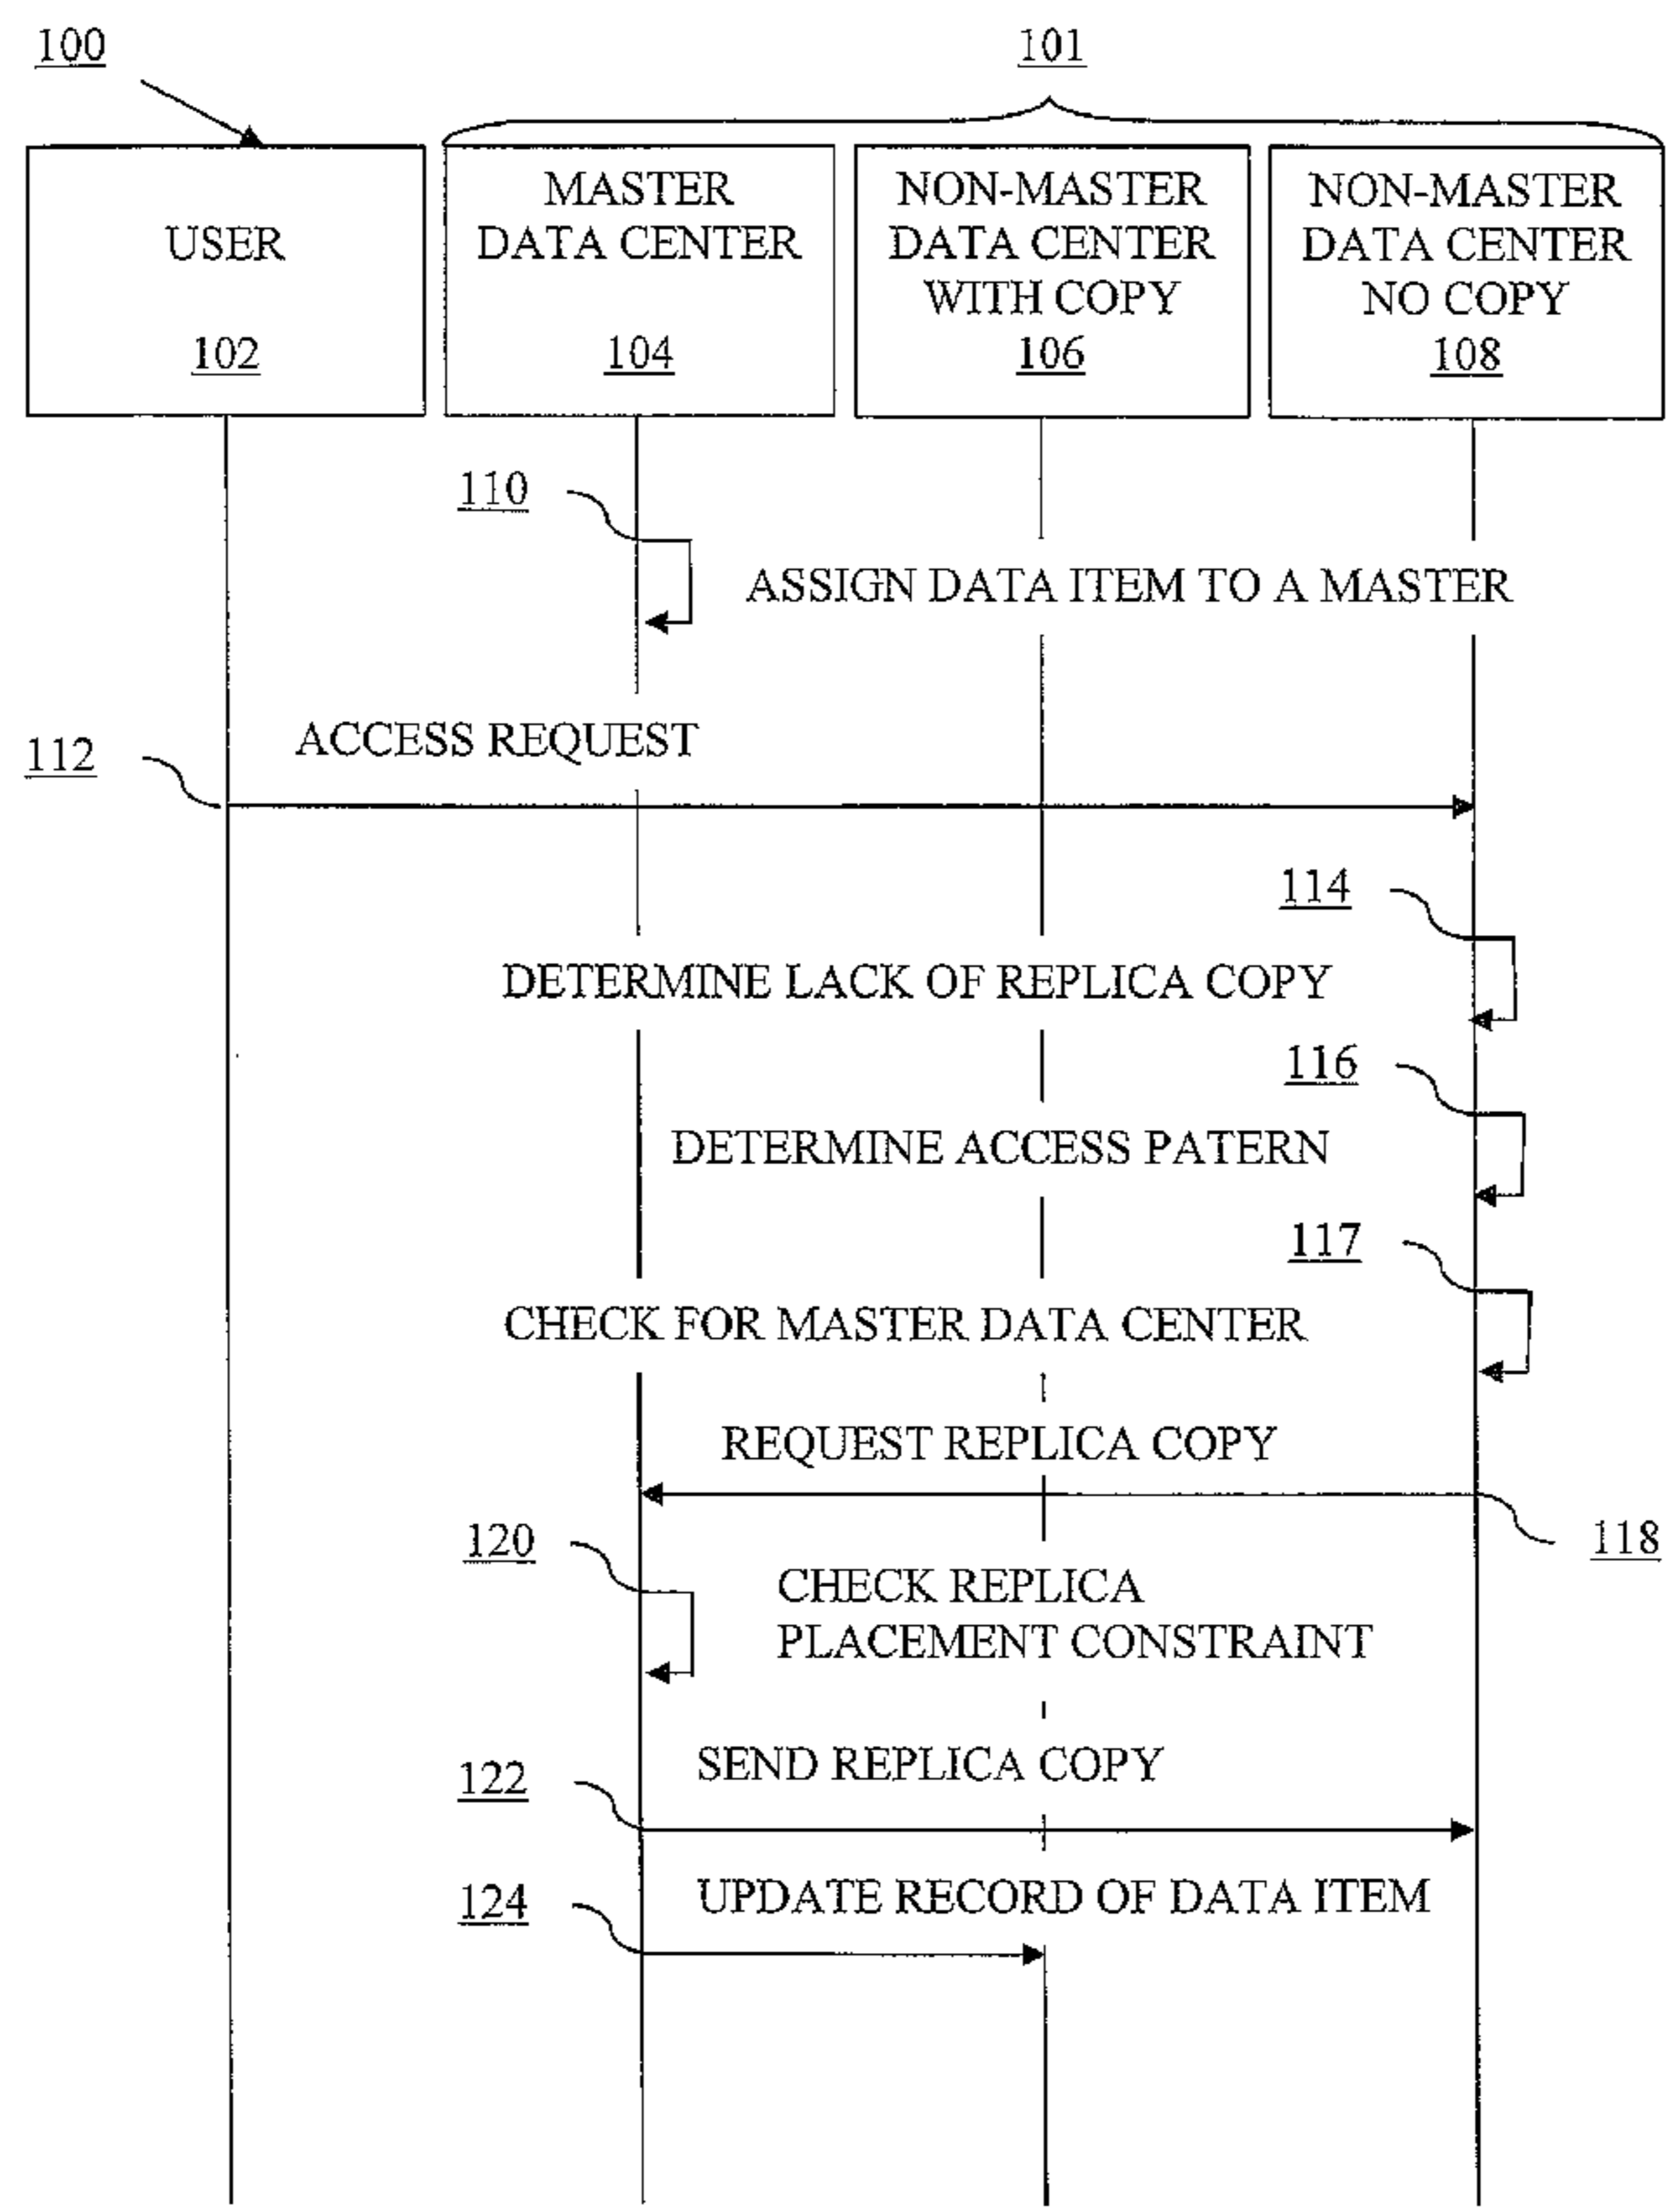 100
101
USER
102
MASTER
DATA CENTER
104
NON-MASTER
DATA CENTER
WITH COPY
106
NON-MASTER
DATA CENTER
NO COPY
108
110
ASSIGN DATA ITEM TO A MASTER
ACCESS REQUEST
112
114
DETERMINE LACK OF REPLICA COPY
116
DETERMINE ACCESS PATERN
117
CHECK FOR MASTER DATA CENTER
REQUEST REPLICA COPY
118
120
CHECK REPLICA
PLACEMENT CONSTRAINT
SEND REPLICA COPY
122
UPDATE RECORD OF DATA ITEM
124